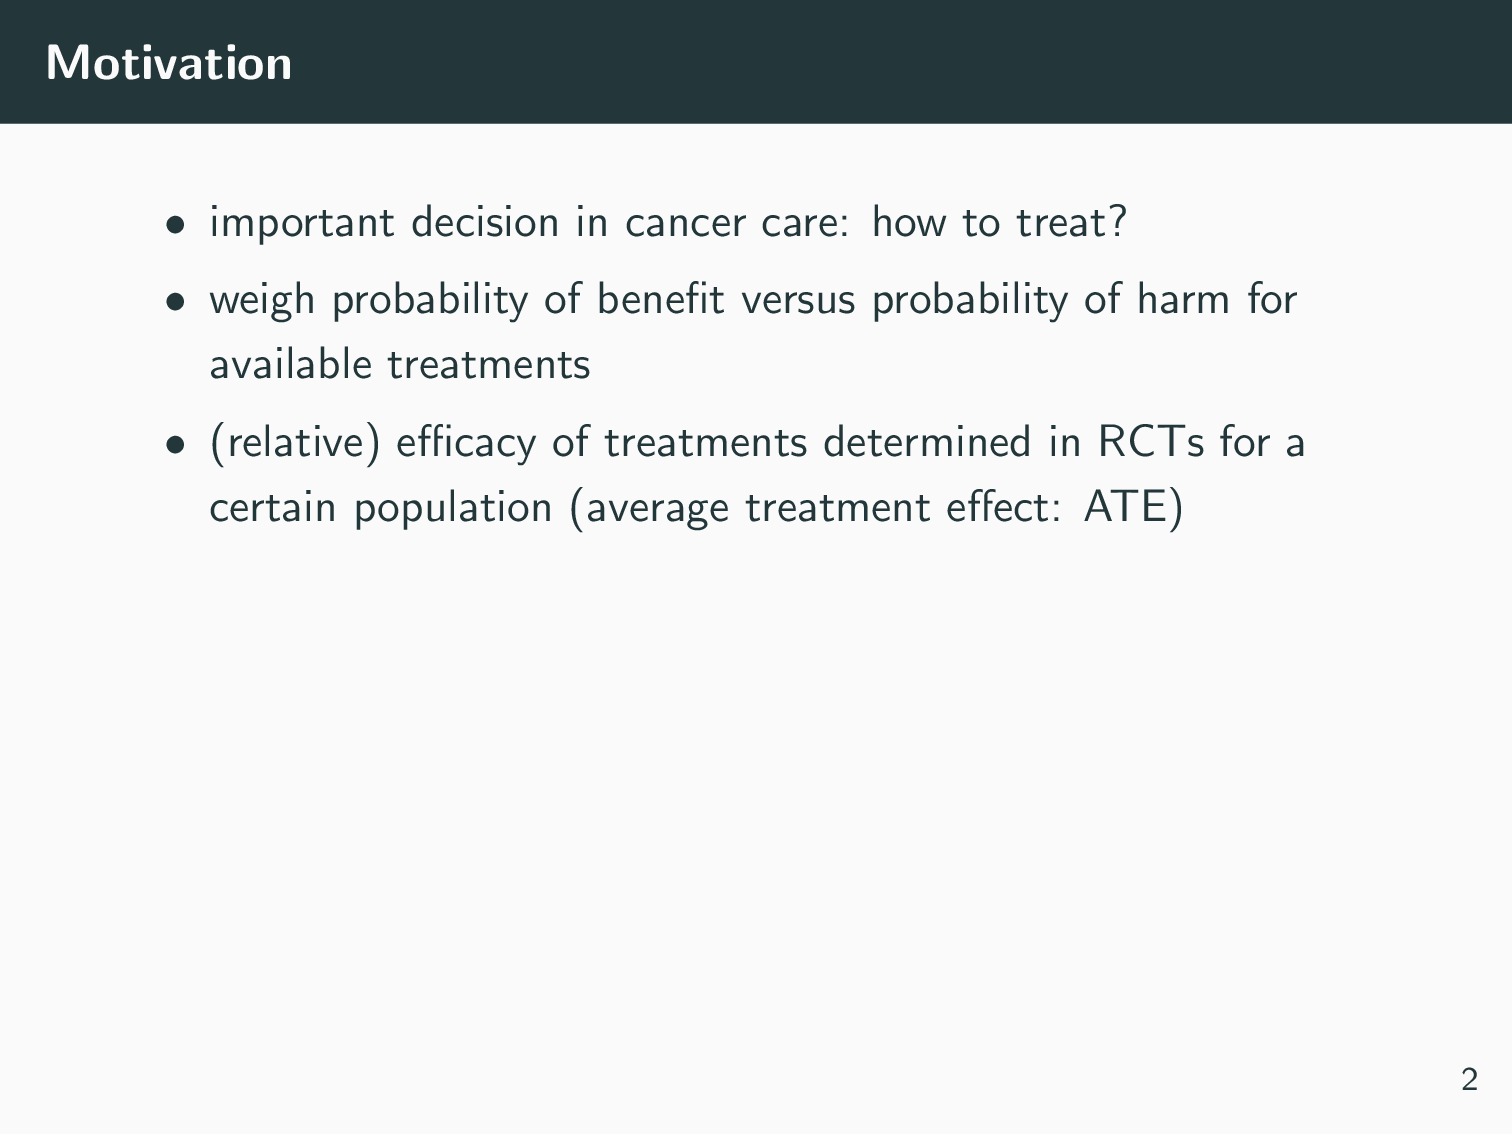 Motivation
• important decision in cancer care: how to treat?
• weigh probability of benefit versus probability of harm for
available treatments
• (relative) efficacy of treatments determined in RCTs for a
certain population (average treatment effect: ATE)
2